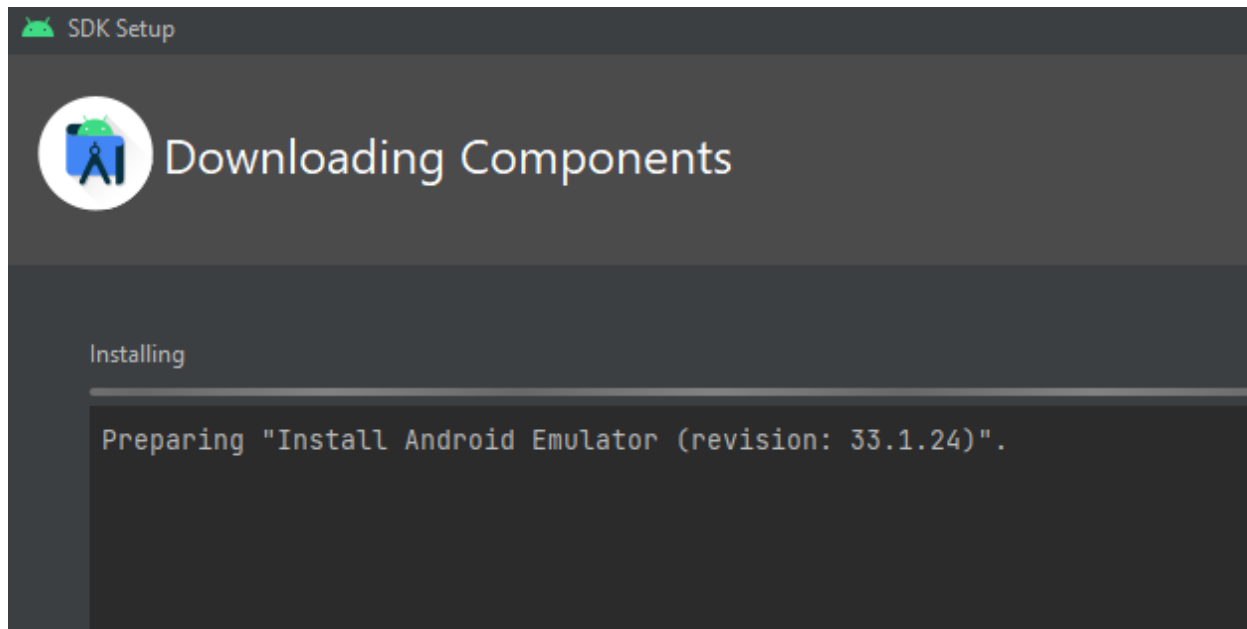 SDK Setup
Downloading Components
Installing
Preparing "Install Android Emulator (revision: 33.1.24)".